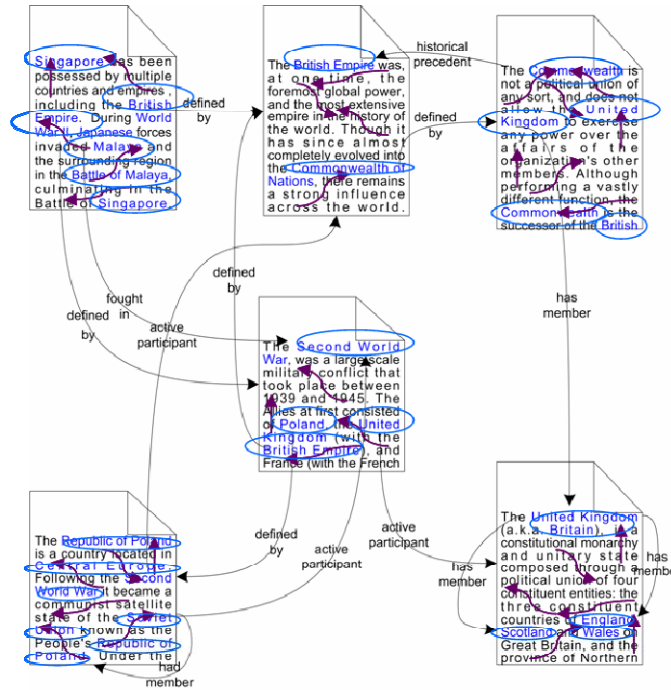 Singapore has been
possessed by multiple
countries and empires
including the British
Empire. During World
War II, Japanese forces
invaded Malaya and
the surrounding region
in the Battle of Malaya,
culminating in the
Battle of Singapore.
defined
by
The British Empire was,
at one time, the
foremost global power,
and the most extensive
empire in the history of
the world. Though it
has since almost
completely evolved into
the Commonwealth of
Nations, there remains
a strong influence
across the world.
historical
precedent
defined
by
The Commonwealth is
not a political union of
any sort, and does not
allow the United
Kingdom to exercise
any power over the
affairs of the
organization's other
members. Although
performing a vastly
different function, the
Commonwealth is the
successor of the British
defined
by
fought
in
active
participant
defined
by
has
member
The Second World
War, was a large scale
military conflict that
took place between
1939 and 1945. The
Allies at first consisted
of Poland, the United
Kingdom (with the
British Empire), and
France (with the French
defined
by
active
participant
active
participant
The Republic of Poland
is a country located in
Central Europe.
Following the Second
World War it became a
communist satellite
state of the Soviet
Union known as the
People's Republic of
Poland. Under the
had
member
The United Kingdom
(a.k.a. Britain), is a
constitutional monarchy
and unitary state
composed through a
political union of four
constituent entities: the
three constituent
countries of England
Scotland and Wales on
Great Britain, and the
province of Northern
has
member
has
member